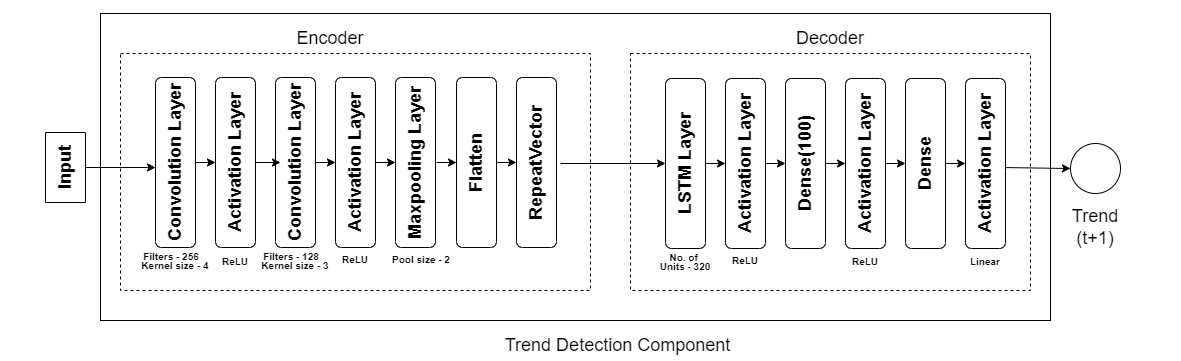 Encoder
Decoder
Input
Convolution Layer
Activation Layer
Convolution Layer
Activation Layer
Maxpooling Layer
Flatten
RepeatVector
LSTM Layer
Activation Layer
Dense(100)
Activation Layer
Dense
Activation Layer
Filters - 256
Kernel size - 4
ReLU
Filters - 128
Kernel size - 3
ReLU
Pool size - 2
No. of
Units - 320
ReLU
ReLU
Linear
Trend
(t+1)
Trend Detection Component